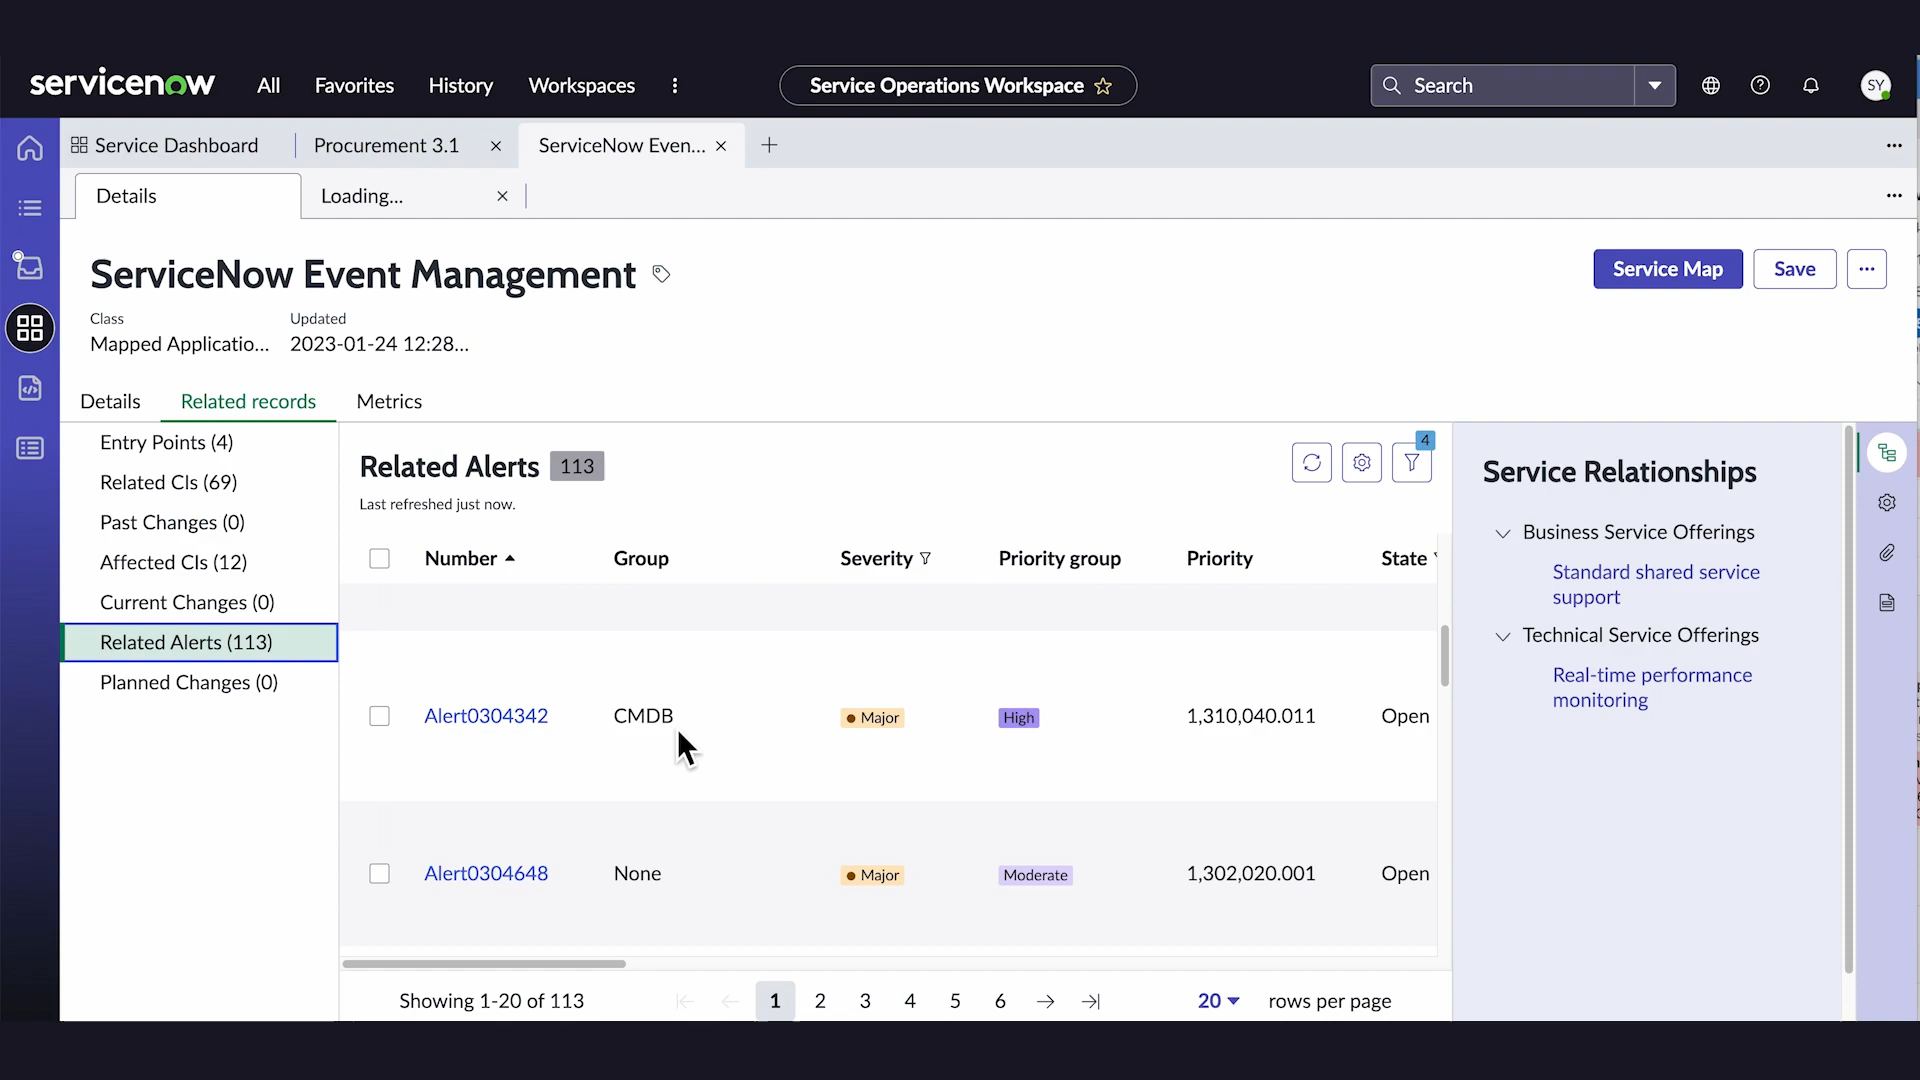 servicenow
All
Favorites
History
Workspaces
Service Operations Workspace
Search
SY
Service Dashboard
Procurement 3.1
ServiceNow Even...
Details
Loading...
ServiceNow Event Management
Service Map
Save
Class
Updated
Mapped Applicatio...
2023-01-24 12:28...
Details
Related records
Metrics
Entry Points (4)
Related CIs (69)
Past Changes (0)
Affected CIs (12)
Current Changes (0)
Related Alerts (113)
Planned Changes (0)
Related Alerts 113
4
Last refreshed just now.
Number
Group
Severity
Priority group
Priority
State
Alert0304342
CMDB
Major
High
1,310,040.011
Open
Alert0304648
None
Major
Moderate
1,302,020.001
Open
Showing 1-20 of 113
1
2
3
4
5
6
20
rows per page
Service Relationships
Business Service Offerings
Standard shared service
support
Technical Service Offerings
Real-time performance
monitoring